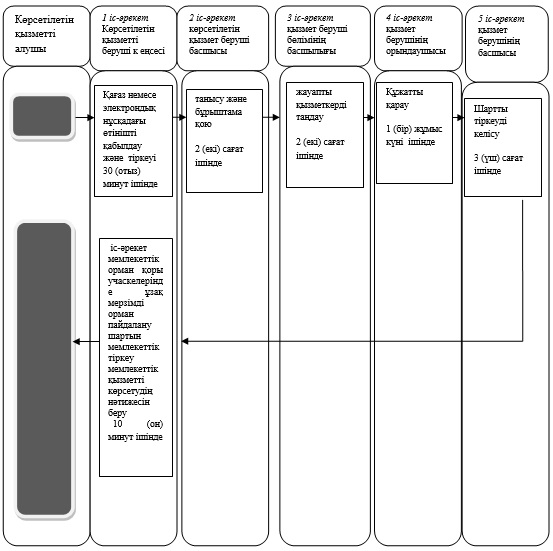 Көрсетілетін
қызметті
алушы
1 іс-әрекет
Көрсетілетін
қызметті
беруші к еңсесі
2 іс-әрекет
көрсетілетін
қызмет беруші
басшысы
3 іс-әрекет
қызмет беруші
бөлімінің
басшылығы
4 іс-әрекет
қызмет
берушінің
орындаушысы
5 іс-әрекет
қызмет
берушінің
басшысы
Қағаз немесе
электрондық
нұсқадағы
өтінішті
қабылдау
және тіркеуі
30 (отыз)
минут ішінде
танысу және
бұрыштама
қою
2 (екі) сағат
ішінде
жауапты
қызметкерді
таңдау
2 (екі) сағат
ішінде
Құжатты
қарау
1 (бір) жұмыс
күні ішінде
Шартты
тіркеуді
келісу
3 (үш) сағат
ішінде
іс-әрекет
мемлекеттік
орман қоры
учаскелерінд
е ұзақ
мерзімді
орман
пайдалану
шартын
мемлекеттік
тіркеу
мемлекеттік
қызметті
көрсетудің
нәтижесін
беру
10 (он)
минут ішінде